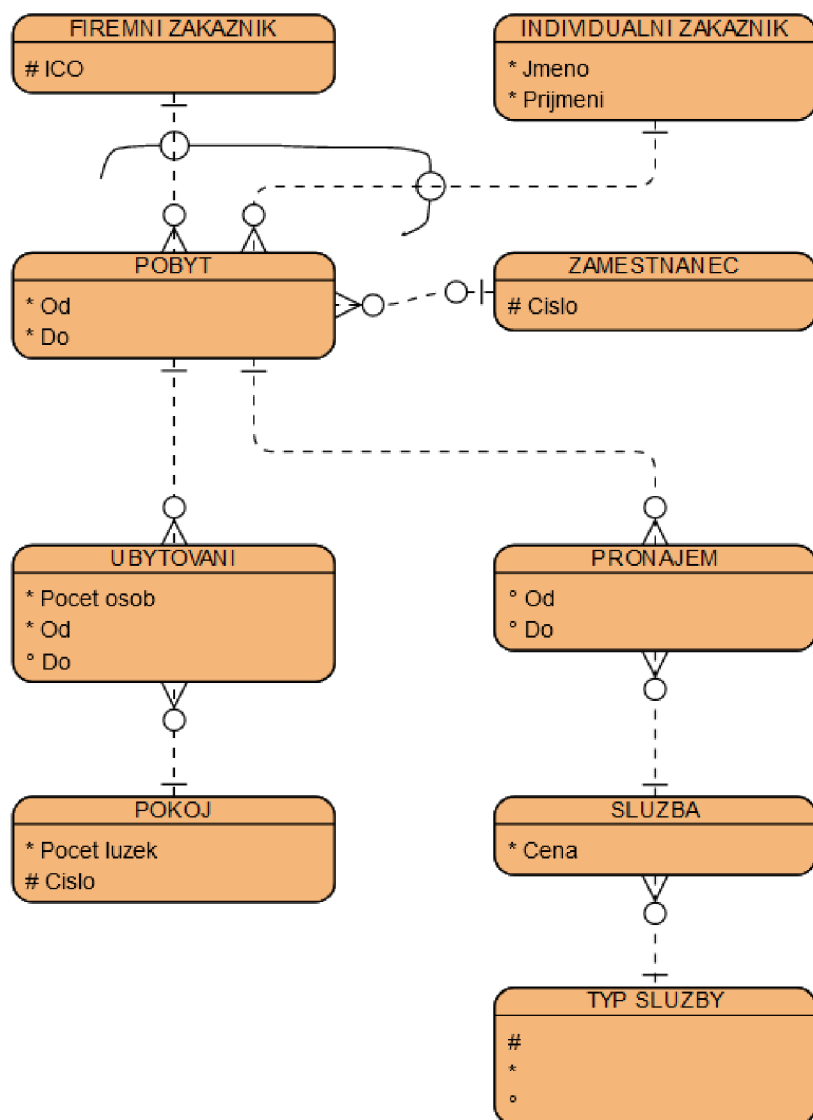 FIREMNI ZAKAZNIK
# ICO
INDIVIDUALNI ZAKAZNIK
* Jmeno
* Prijmeni
POBYT
* Od
* Do
ZAMESTNANEC
# Cislo
UBYTOVANI
* Pocet osob
* Od
° Do
PRONAJEM
° Od
° Do
POKOJ
* Pocet luzek
# Cislo
SLUZBA
* Cena
TYP SLUZBY
#
*
°